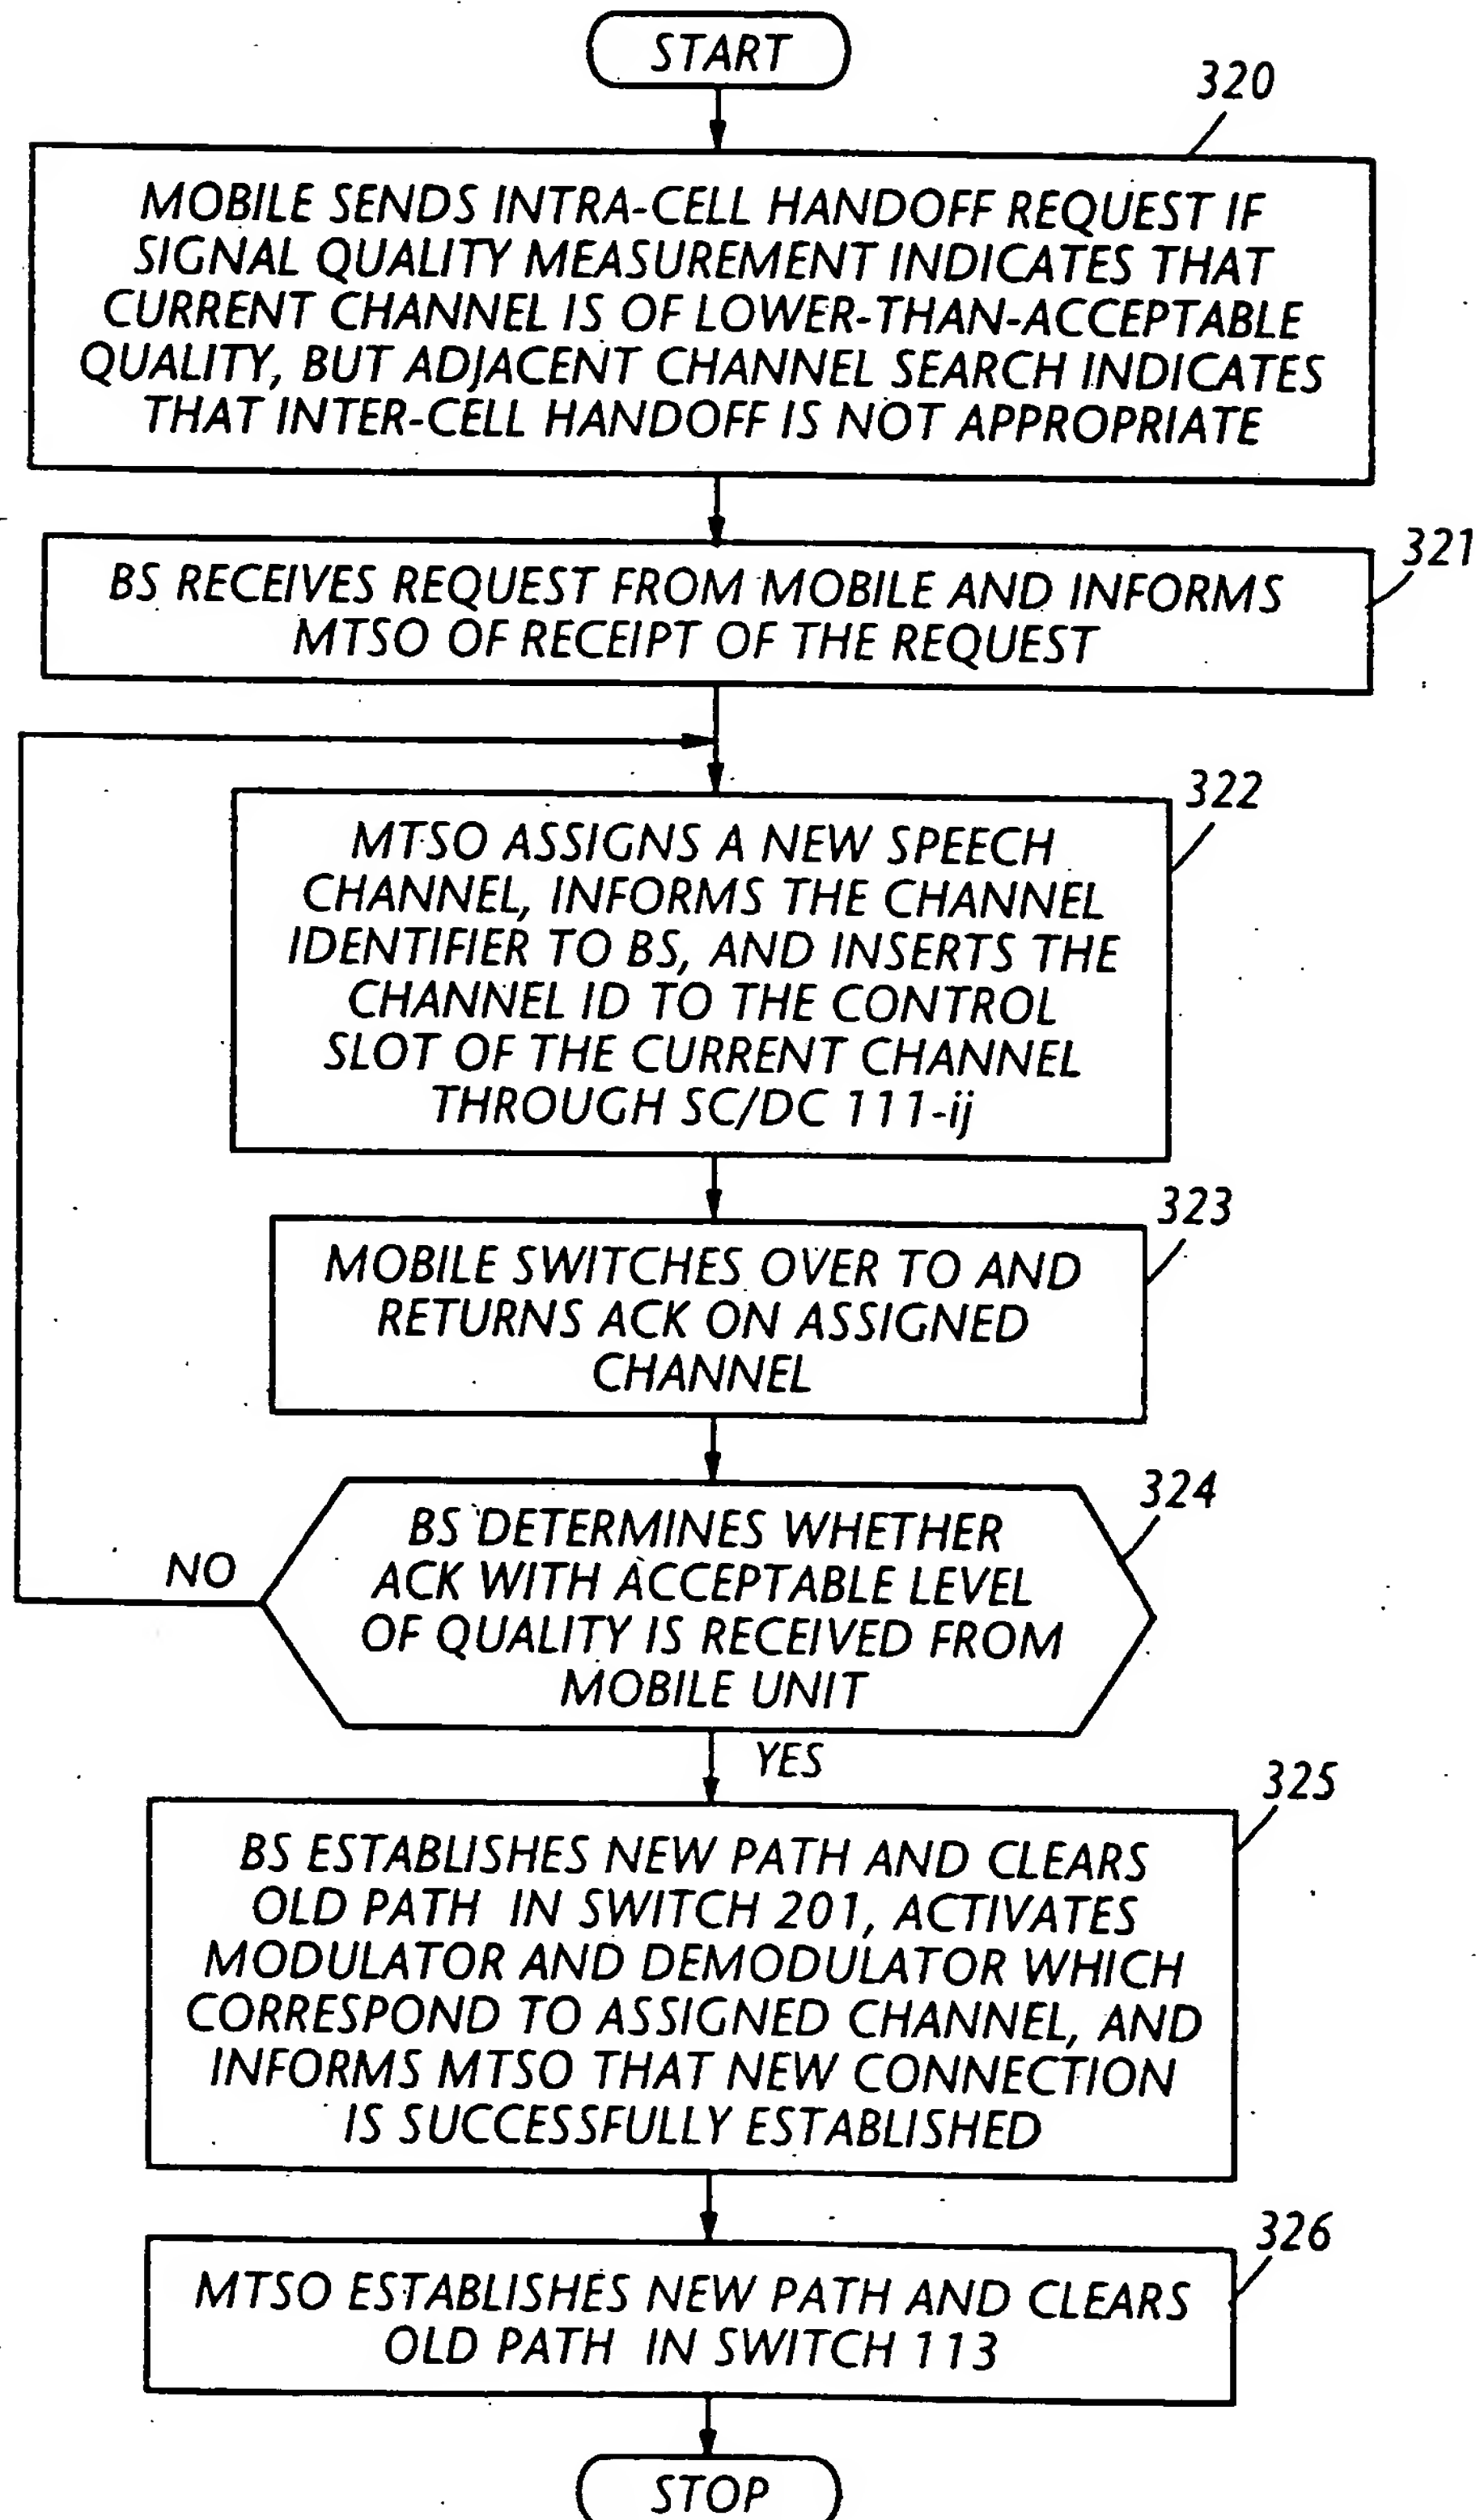 START
320
MOBILE SENDS INTRA-CELL HANDOFF REQUEST IF
SIGNAL QUALITY MEASUREMENT INDICATES THAT
CURRENT CHANNEL IS OF LOWER-THAN-ACCEPTABLE
QUALITY, BUT ADJACENT CHANNEL SEARCH INDICATES
THAT INTER-CELL HANDOFF IS NOT APPROPRIATE
321
BS RECEIVES REQUEST FROM MOBILE AND INFORMS
MTSO OF RECEIPT OF THE REQUEST
322
MTSO ASSIGNS A NEW SPEECH
CHANNEL, INFORMS THE CHANNEL
IDENTIFIER TO BS, AND INSERTS THE
CHANNEL ID TO THE CONTROL
SLOT OF THE CURRENT CHANNEL
THROUGH SC/DC 111-ij
323
MOBILE SWITCHES OVER TO AND
RETURNS ACK ON ASSIGNED
CHANNEL
324
BS DETERMINES WHETHER
ACK WITH ACCEPTABLE LEVEL
OF QUALITY IS RECEIVED FROM
MOBILE UNIT
NO
YES
325
BS ESTABLISHES NEW PATH AND CLEARS
OLD PATH IN SWITCH 201, ACTIVATES
MODULATOR AND DEMODULATOR WHICH
CORRESPOND TO ASSIGNED CHANNEL, AND
INFORMS MTSO THAT NEW CONNECTION
IS SUCCESSFULLY ESTABLISHED
326
MTSO ESTABLISHES NEW PATH AND CLEARS
OLD PATH IN SWITCH 113
STOP